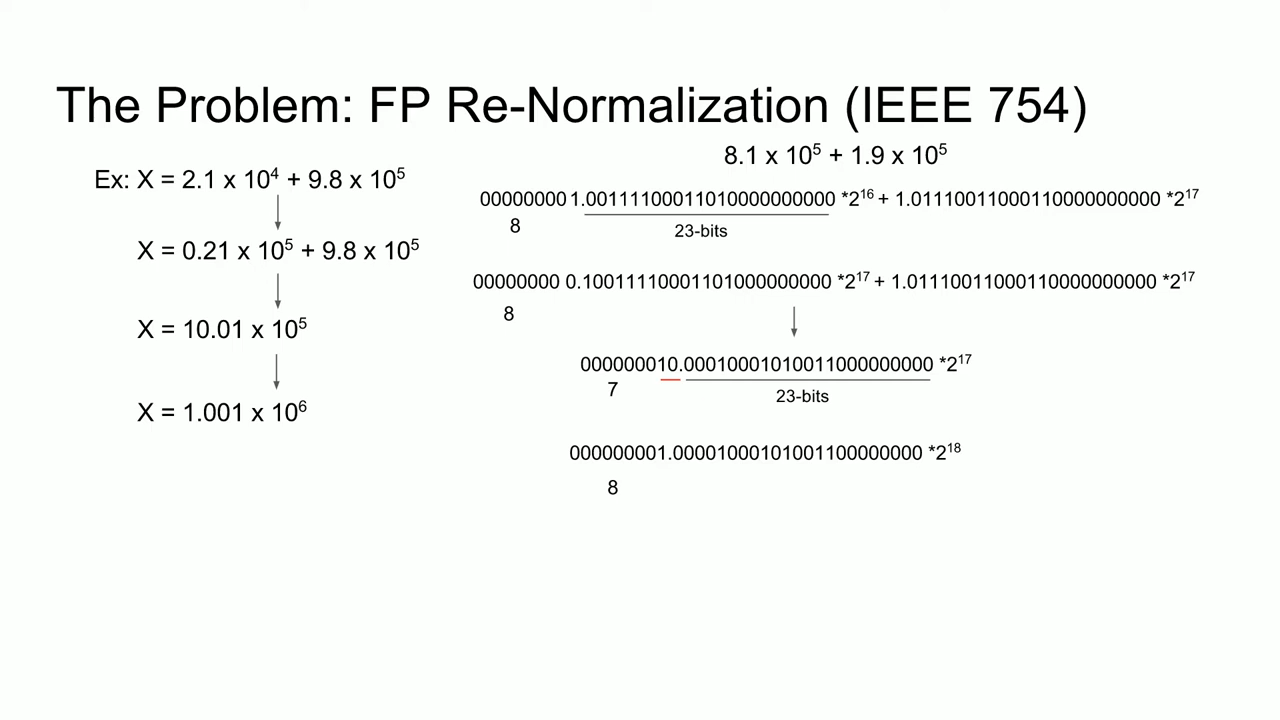 The Problem: FP Re-Normalization (IEEE 754)
Ex: X = 2.1 x 10⁴ + 9.8 x 10⁵
X = 0.21 x 10⁵ + 9.8 x 10⁵
X = 10.01 x 10⁵
X = 1.001 x 10⁶
8.1 x 10⁵ + 1.9 x 10⁵
00000000 1.00111100011010000000000 *2¹⁶ + 1.01110011000110000000000 *2¹⁷
8
23-bits
00000000 0.10011110001101000000000 *2¹⁷ + 1.01110011000110000000000 *2¹⁷
8
000000010.00010001010011000000000 *2¹⁷
7
23-bits
000000001.00001000101001100000000 *2¹⁸
8